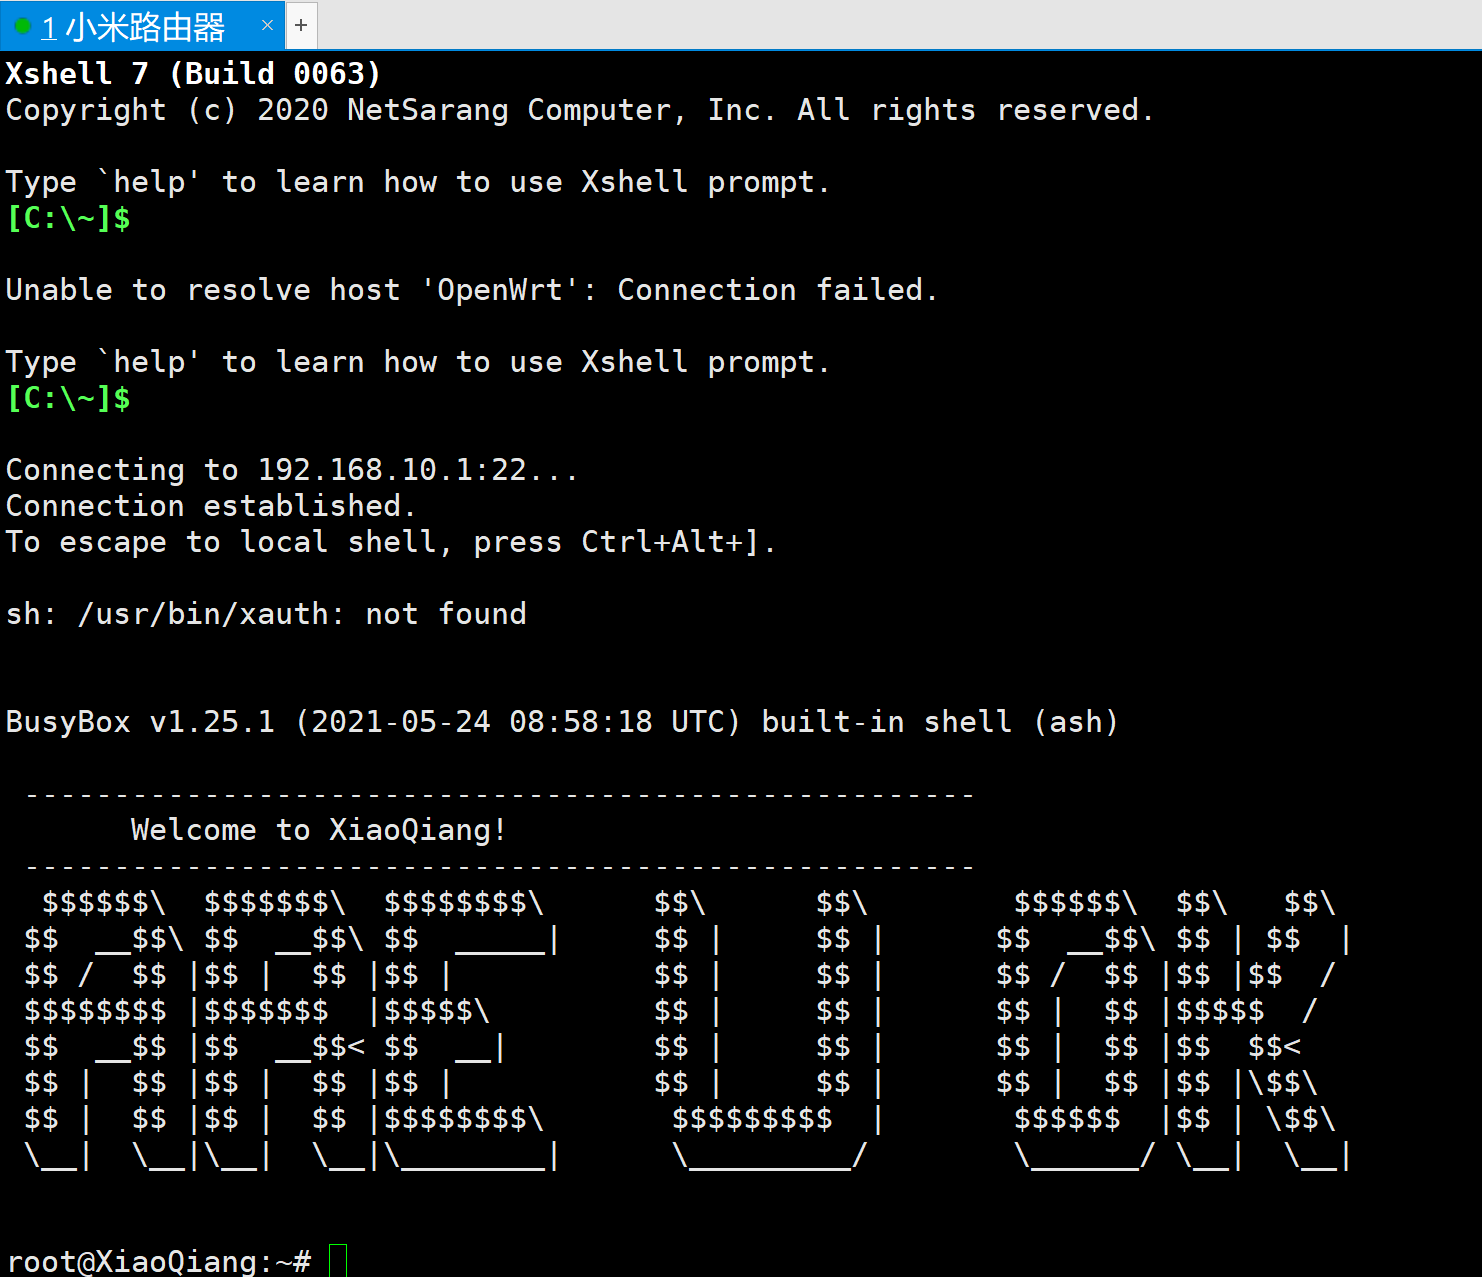 1 小米路由器 × +
Xshell 7 (Build 0063)
Copyright (c) 2020 NetSarang Computer, Inc. All rights reserved.

Type `help' to learn how to use Xshell prompt.
[C:\~]$

Unable to resolve host 'OpenWrt': Connection failed.

Type `help' to learn how to use Xshell prompt.
[C:\~]$

Connecting to 192.168.10.1:22...
Connection established.
To escape to local shell, press Ctrl+Alt+].

sh: /usr/bin/xauth: not found


BusyBox v1.25.1 (2021-05-24 08:58:18 UTC) built-in shell (ash)

 -----------------------------------------------------
       Welcome to XiaoQiang!
 -----------------------------------------------------
  $$$$$$\  $$$$$$$\  $$$$$$$$\      $$\      $$\        $$$$$$\  $$\   $$\
 $$  __$$\ $$  __$$\ $$  _____|     $$ |     $$ |      $$  __$$\ $$ | $$  |
 $$ /  $$ |$$ |  $$ |$$ |           $$ |     $$ |      $$ /  $$ |$$ |$$  /
 $$$$$$$$ |$$$$$$$  |$$$$$\         $$ |     $$ |      $$ |  $$ |$$$$$  /
 $$  __$$ |$$  __$$< $$  __|        $$ |     $$ |      $$ |  $$ |$$  $$<
 $$ |  $$ |$$ |  $$ |$$ |           $$ |     $$ |      $$ |  $$ |$$ |\$$\
 $$ |  $$ |$$ |  $$ |$$$$$$$$\       $$$$$$$$$  |       $$$$$$  |$$ | \$$\
 \__|  \__|\__|  \__|\________|      \_________/        \______/ \__|  \__|


root@XiaoQiang:~#